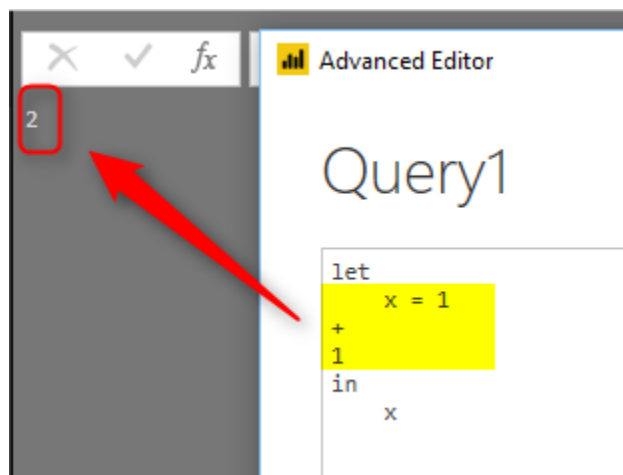 fx
Advanced Editor
2
Query1
let
    x = 1
+
1
in
    x